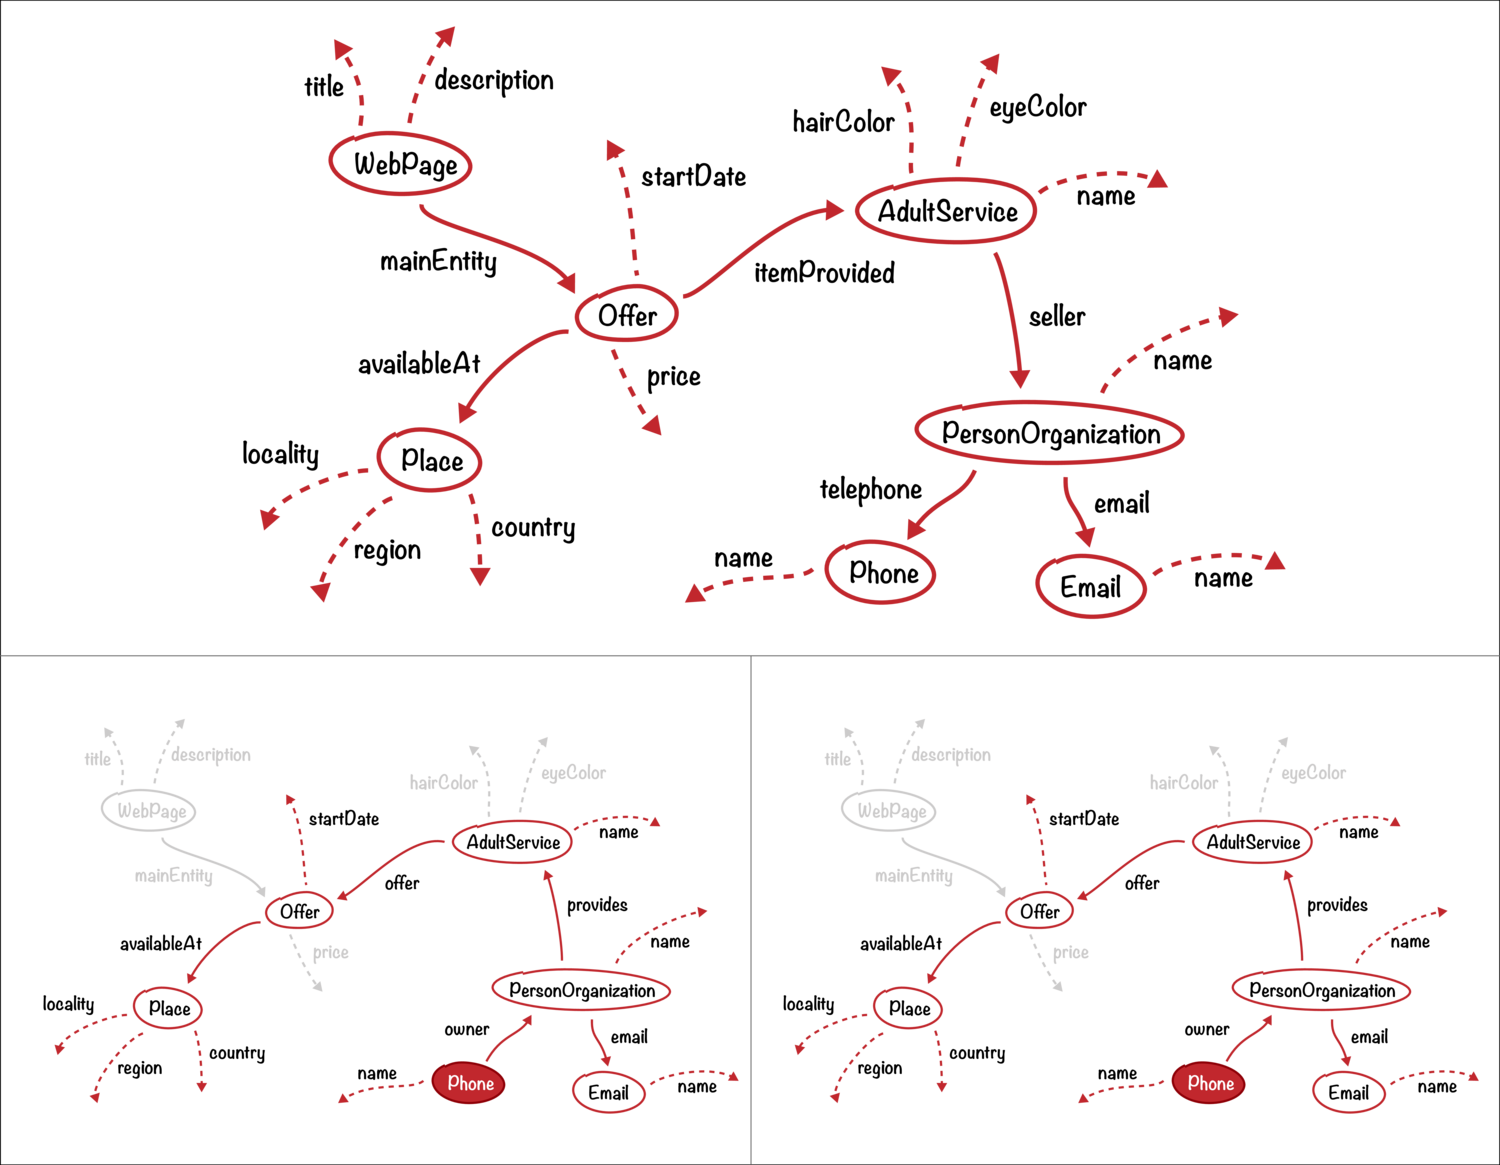 title
description
WebPage
mainEntity
startDate
Offer
itemProvided
hairColor
eyeColor
AdultService
name
seller
availableAt
price
Place
locality
region
country
name
PersonOrganization
telephone
email
Phone
name
Email
name
title
description
WebPage
mainEntity
startDate
Offer
offer
hairColor
eyeColor
AdultService
name
provides
availableAt
price
Place
locality
region
country
name
PersonOrganization
owner
email
Phone
name
Email
name
title
description
WebPage
mainEntity
startDate
Offer
offer
hairColor
eyeColor
AdultService
name
provides
availableAt
price
Place
locality
region
country
name
PersonOrganization
owner
email
Phone
name
Email
name